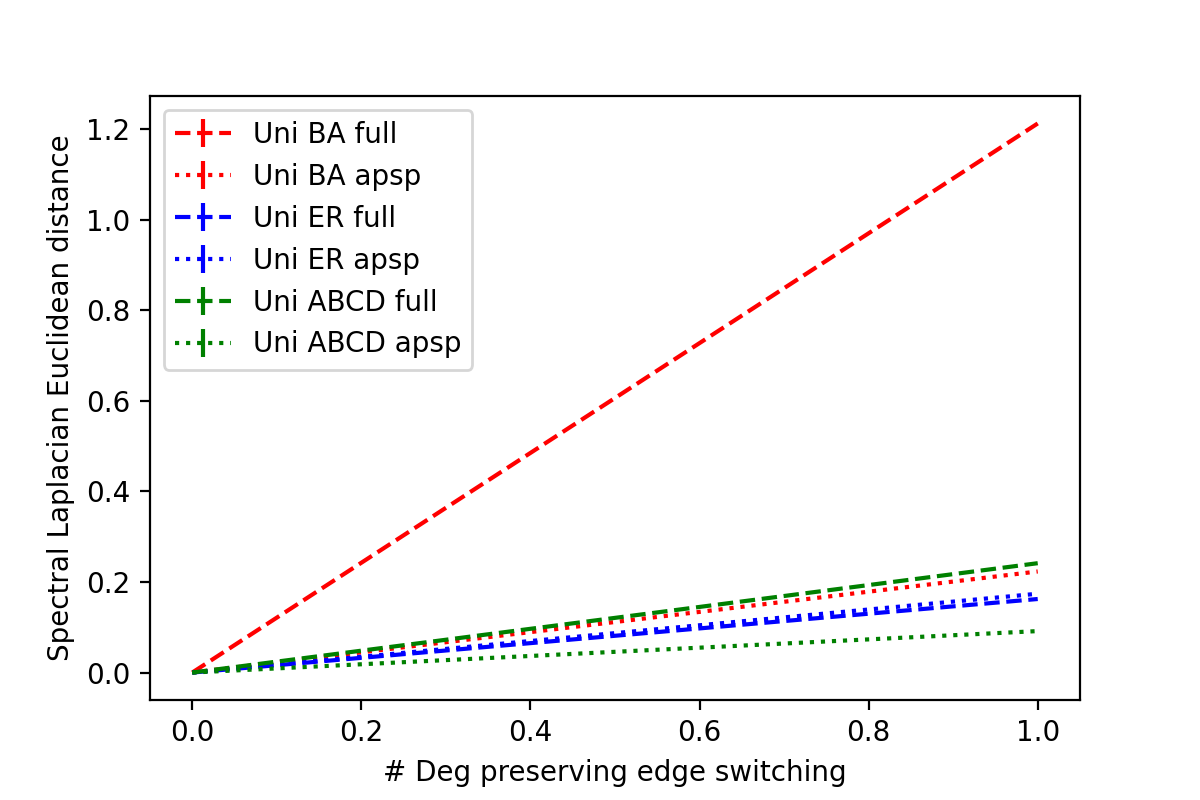 Uni BA full
Uni BA apsp
Uni ER full
Uni ER apsp
Uni ABCD full
Uni ABCD apsp
Spectral Laplacian Euclidean distance
1.2
1.0
0.8
0.6
0.4
0.2
0.0
0.0 0.2 0.4 0.6 0.8 1.0
# Deg preserving edge switching